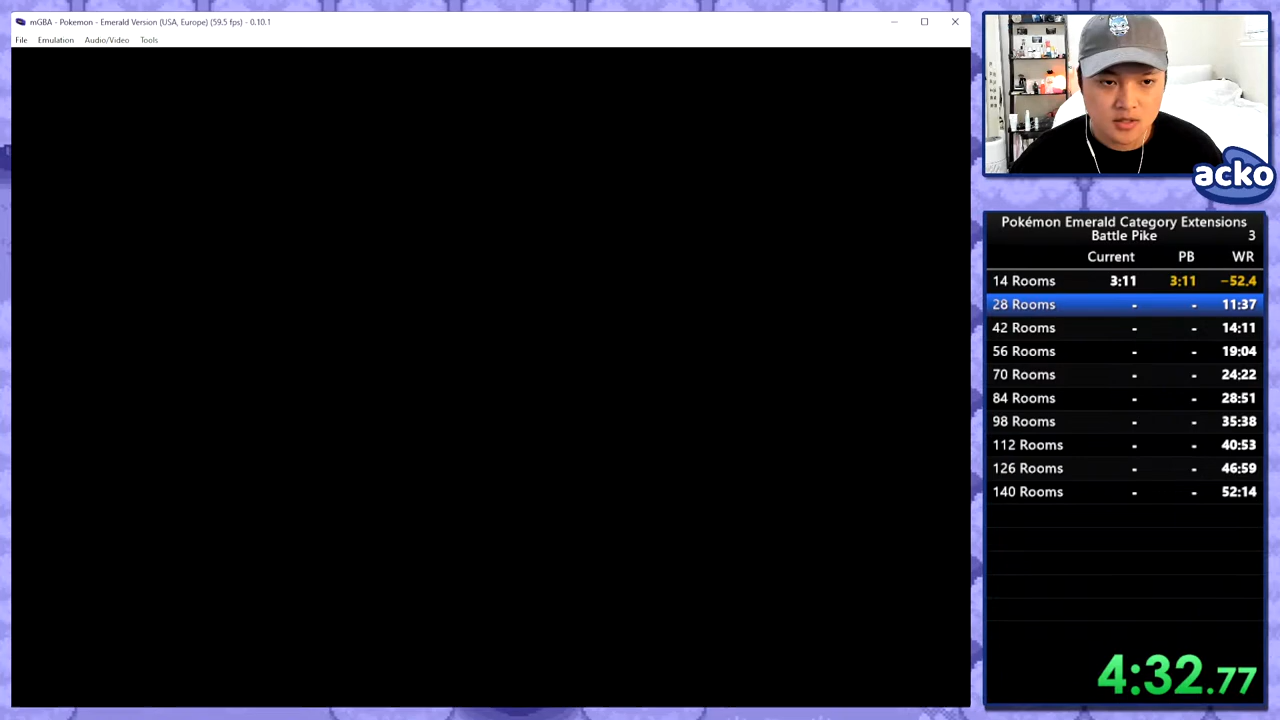 mGBA - Pokemon - Emerald Version (USA, Europe) (59.5 fps) - 0.10.1
File Emulation Audio/Video Tools
acko
Pokémon Emerald Category Extensions
Battle Pike 3
Current PB WR
14 Rooms 3:11 3:11 −52.4
28 Rooms - - 11:37
42 Rooms - - 14:11
56 Rooms - - 19:04
70 Rooms - - 24:22
84 Rooms - - 28:51
98 Rooms - - 35:38
112 Rooms - - 40:53
126 Rooms - - 46:59
140 Rooms - - 52:14
4:32.77